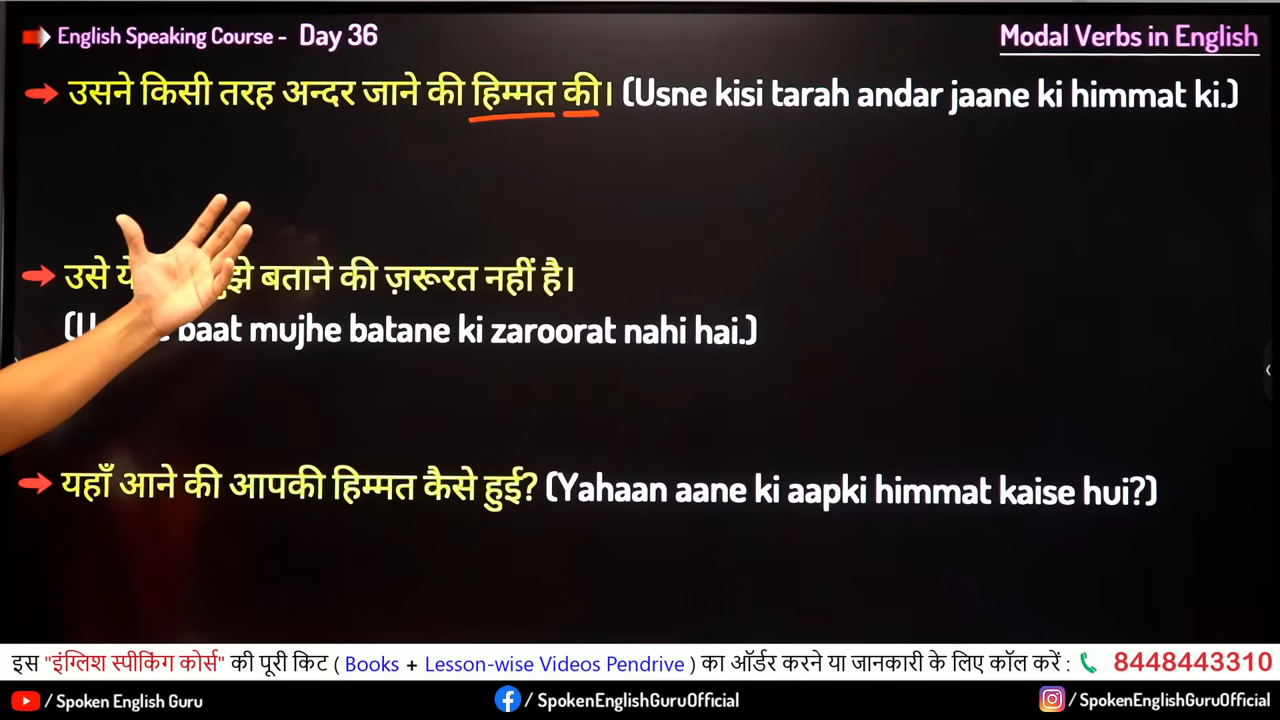 English Speaking Course - Day 36
Modal Verbs in English
उसने किसी तरह अन्दर जाने की हिम्मत की। (Usne kisi tarah andar jaane ki himmat ki.)
उसे बताने की ज़रूरत नहीं है।
baat mujhe batane ki zaroorat nahi hai.)
यहाँ आने की आपकी हिम्मत कैसे हुई? (Yahaan aane ki aapki himmat kaise hui?)
इस "इंग्लिश स्पीकिंग कोर्स" की पूरी किट ( Books + Lesson-wise Videos Pendrive ) का ऑर्डर करने या जानकारी के लिए कॉल करें : 8448443310
/ Spoken English Guru
/ SpokenEnglishGuruOfficial
/ SpokenEnglishGuruOfficial